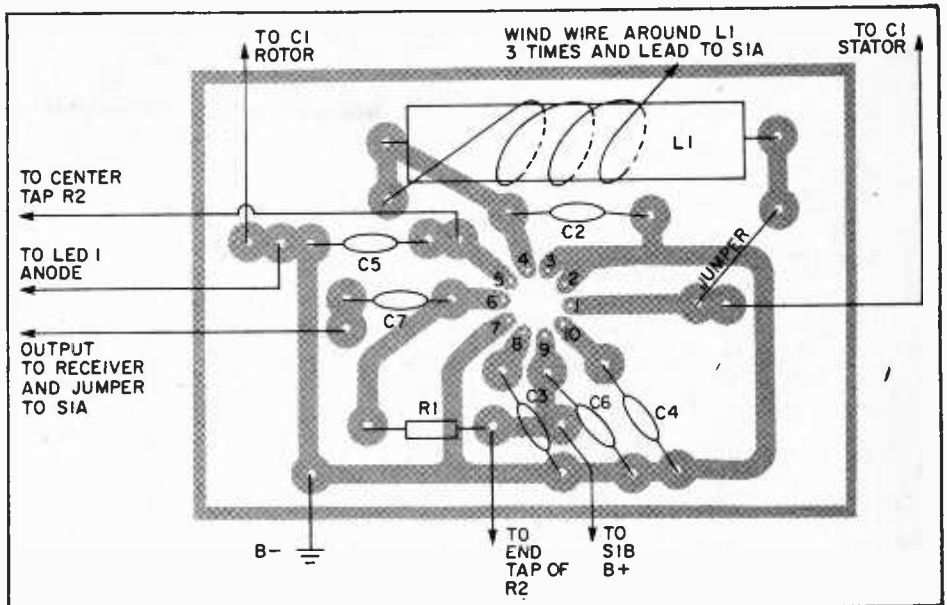 TO C1
ROTOR
WIND WIRE AROUND L1
3 TIMES AND LEAD TO S1A
TO C1
STATOR
L1
TO CENTER
TAP R2
C2
C5
JUMPER
TO LED 1
ANODE
4
3
5
2
6
1
7
8
9
10
C7
OUTPUT
TO RECEIVER
AND JUMPER
TO S1A
R1
C3
C6
C4
B-
TO
END
TAP OF
R2
TO
S1B
B+